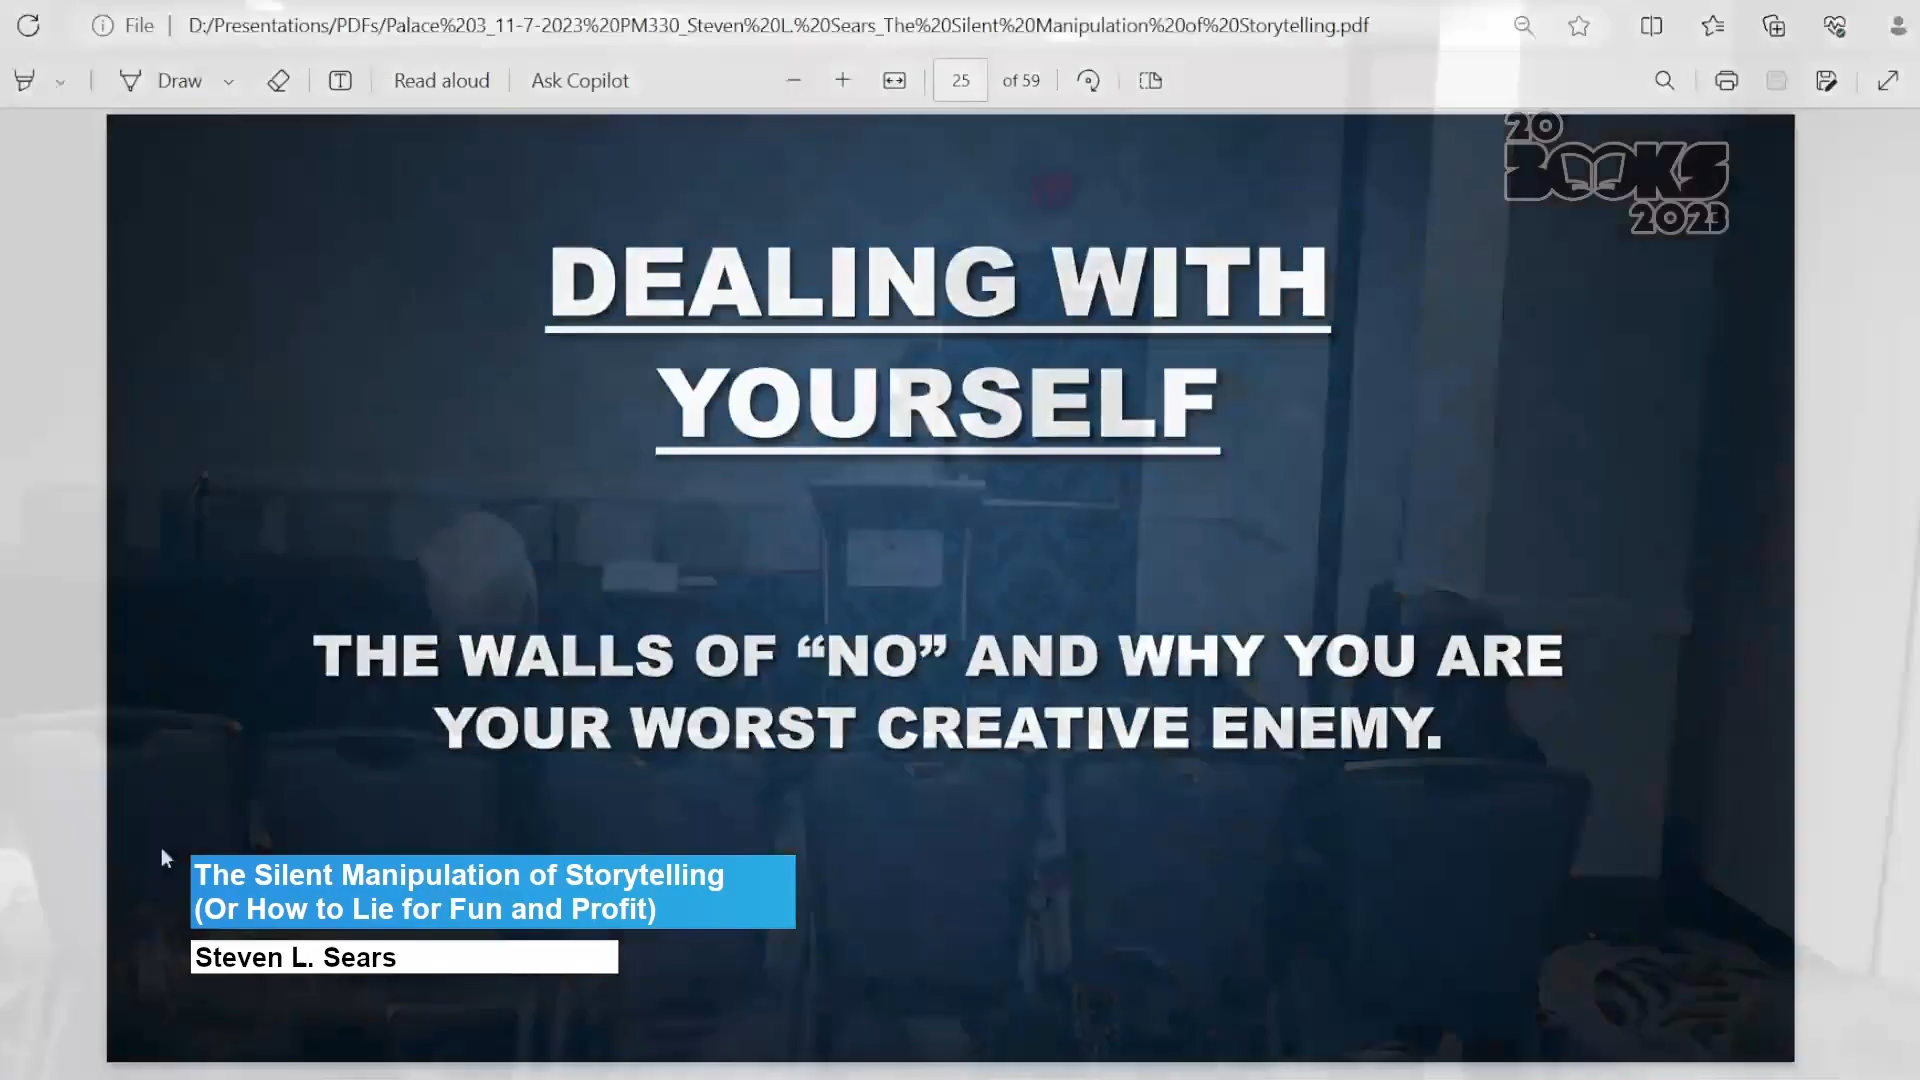 File
D:/Presentations/PDFs/Palace%203_11-7-2023%20PM330_Steven%20L.%20Sears_The%20Silent%20Manipulation%20of%20Storytelling.pdf
Draw
Read aloud
Ask Copilot
25 of 59
20
BOOKS
2023
DEALING WITH
YOURSELF
THE WALLS OF “NO” AND WHY YOU ARE
YOUR WORST CREATIVE ENEMY.
The Silent Manipulation of Storytelling
(Or How to Lie for Fun and Profit)
Steven L. Sears